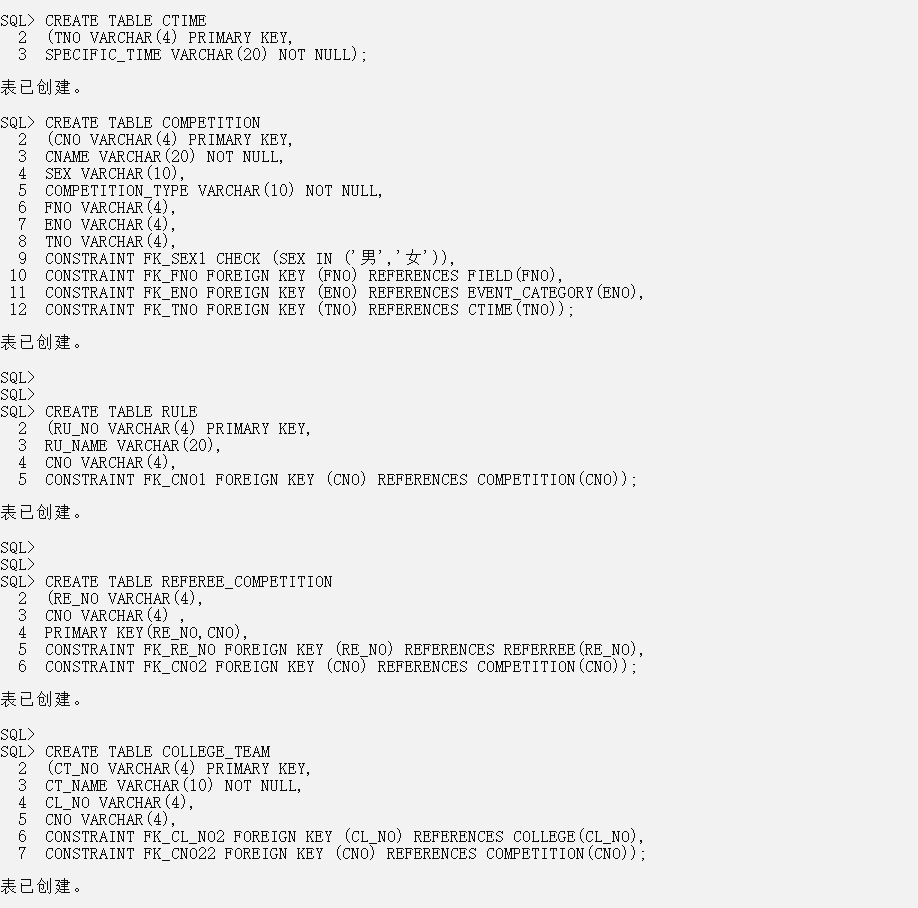 SQL> CREATE TABLE CTIME
  2  (TNO VARCHAR(4) PRIMARY KEY,
  3  SPECIFIC_TIME VARCHAR(20) NOT NULL);
表已创建。
SQL> CREATE TABLE COMPETITION
  2  (CNO VARCHAR(4) PRIMARY KEY,
  3  CNAME VARCHAR(20) NOT NULL,
  4  SEX VARCHAR(10),
  5  COMPETITION_TYPE VARCHAR(10) NOT NULL,
  6  FNO VARCHAR(4),
  7  ENO VARCHAR(4),
  8  TNO VARCHAR(4),
  9  CONSTRAINT FK_SEX1 CHECK (SEX IN ('男','女')),
 10  CONSTRAINT FK_FNO FOREIGN KEY (FNO) REFERENCES FIELD(FNO),
 11  CONSTRAINT FK_ENO FOREIGN KEY (ENO) REFERENCES EVENT_CATEGORY(ENO),
 12  CONSTRAINT FK_TNO FOREIGN KEY (TNO) REFERENCES CTIME(TNO));
表已创建。
SQL>
SQL>
SQL> CREATE TABLE RULE
  2  (RU_NO VARCHAR(4) PRIMARY KEY,
  3  RU_NAME VARCHAR(20),
  4  CNO VARCHAR(4),
  5  CONSTRAINT FK_CNO1 FOREIGN KEY (CNO) REFERENCES COMPETITION(CNO));
表已创建。
SQL>
SQL>
SQL> CREATE TABLE REFEREE_COMPETITION
  2  (RE_NO VARCHAR(4),
  3  CNO VARCHAR(4) ,
  4  PRIMARY KEY(RE_NO,CNO),
  5  CONSTRAINT FK_RE_NO FOREIGN KEY (RE_NO) REFERENCES REFERREE(RE_NO),
  6  CONSTRAINT FK_CNO2 FOREIGN KEY (CNO) REFERENCES COMPETITION(CNO));
表已创建。
SQL>
SQL> CREATE TABLE COLLEGE_TEAM
  2  (CT_NO VARCHAR(4) PRIMARY KEY,
  3  CT_NAME VARCHAR(10) NOT NULL,
  4  CL_NO VARCHAR(4),
  5  CNO VARCHAR(4),
  6  CONSTRAINT FK_CL_NO2 FOREIGN KEY (CL_NO) REFERENCES COLLEGE(CL_NO),
  7  CONSTRAINT FK_CNO22 FOREIGN KEY (CNO) REFERENCES COMPETITION(CNO));
表已创建。